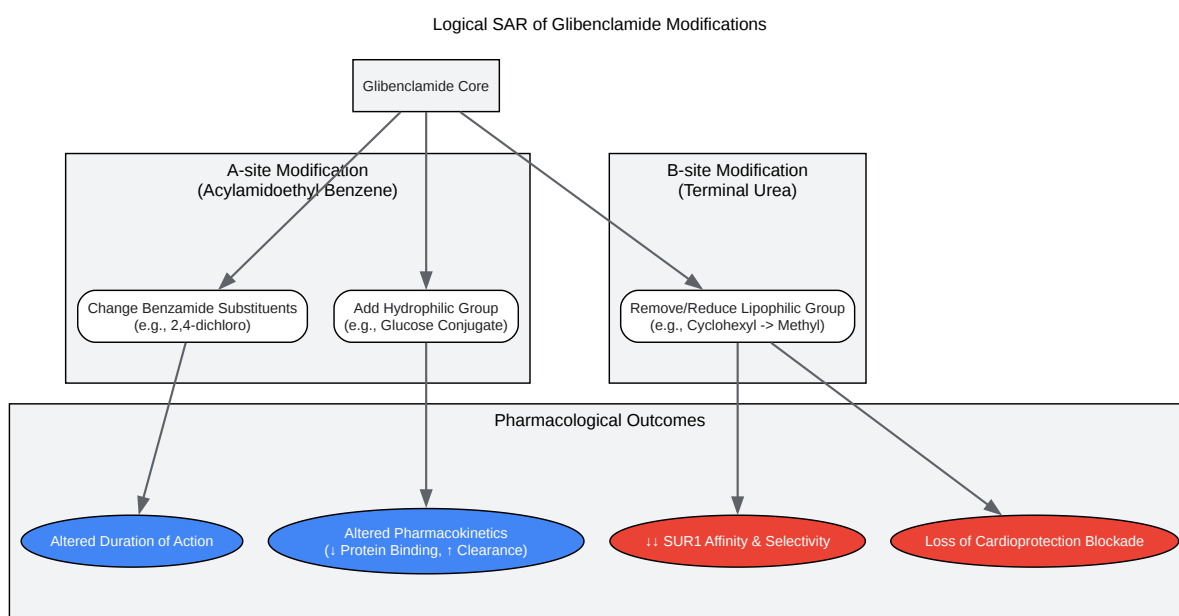 Logical SAR of Glibenclamide Modifications
Glibenclamide Core
A-site Modification
(Acylamidoethyl Benzene)
B-site Modification
(Terminal Urea)
Change Benzamide Substituents
(e.g., 2,4-dichloro)
Add Hydrophilic Group
(e.g., Glucose Conjugate)
Remove/Reduce Lipophilic Group
(e.g., Cyclohexyl -> Methyl)
Pharmacological Outcomes
Altered Duration of Action
Altered Pharmacokinetics
(↓ Protein Binding, ↑ Clearance)
↓↓ SUR1 Affinity & Selectivity
Loss of Cardioprotection Blockade